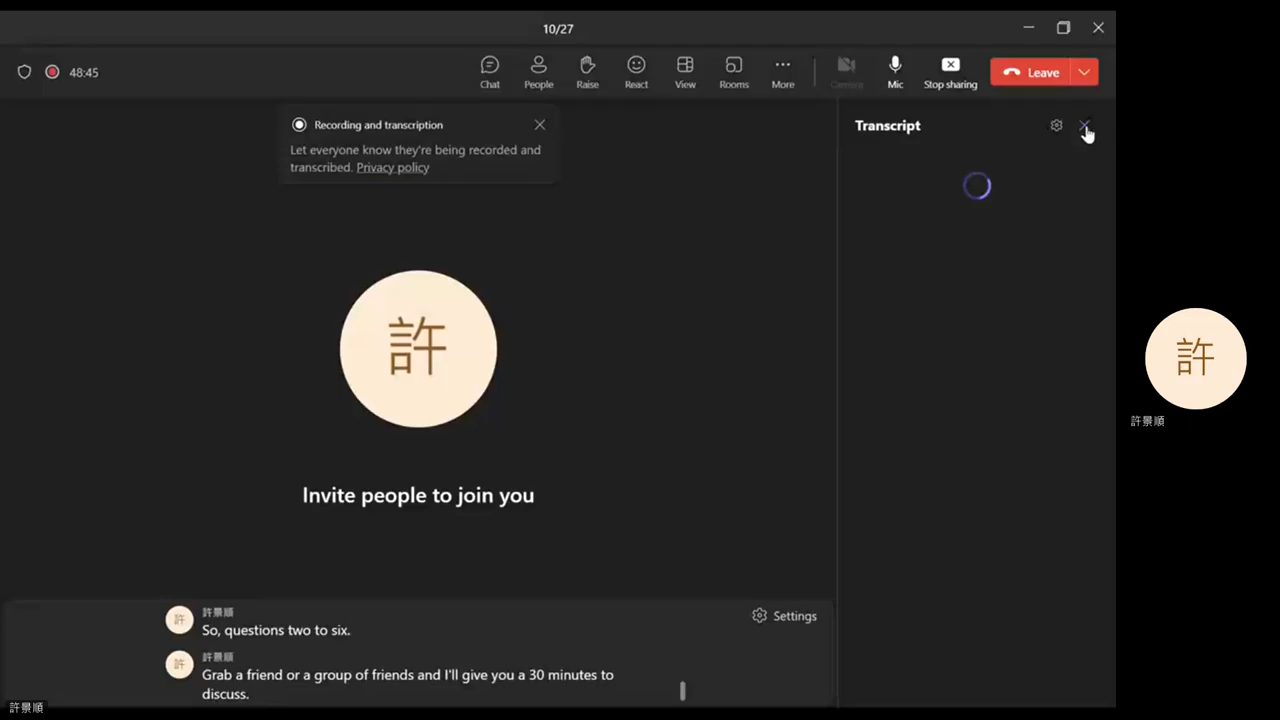 10/27
48:45
Chat
People
Raise
React
View
Rooms
More
Camera
Mic
Stop sharing
Leave
Recording and transcription
Let everyone know they're being recorded and
transcribed. Privacy policy
Transcript
許
Invite people to join you
許
許景順
許
許景順
So, questions two to six.
Settings
許
許景順
Grab a friend or a group of friends and I'll give you a 30 minutes to
discuss.
許景順